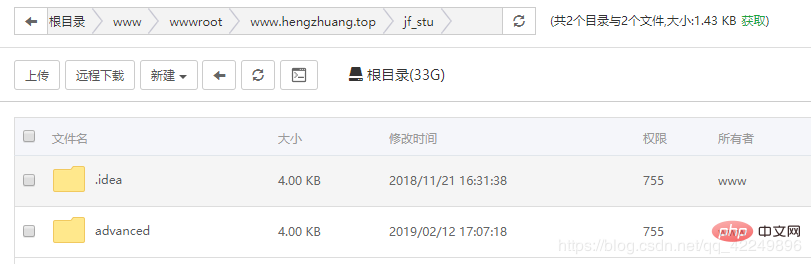 根目录 www wwwroot www.hengzhuang.top jf_stu (共2个目录与2个文件,大小:1.43 KB 获取)
上传 远程下载 新建 根目录(33G)
文件名 大小 修改时间 权限 所有者
.idea 4.00 KB 2018/11/21 16:31:38 755 www
advanced 4.00 KB 2019/02/12 17:07:18 755
php 中文网
https://blog.csdn.net/qq_42249896